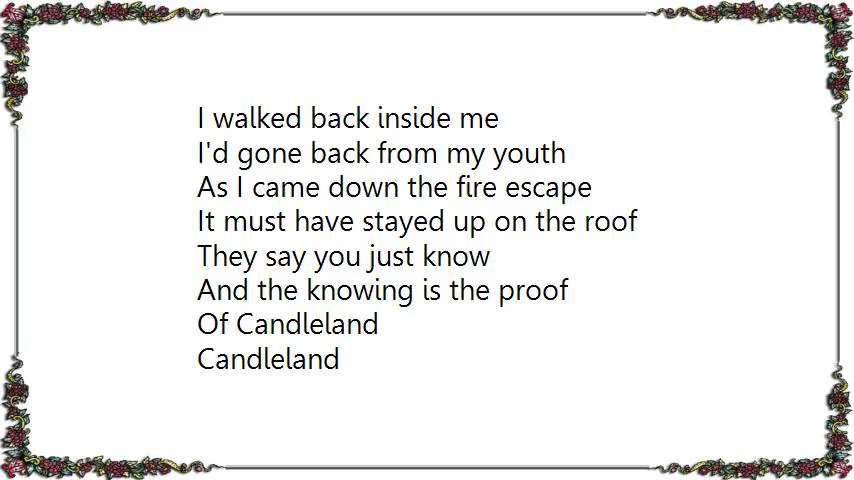 I walked back inside me
I'd gone back from my youth
As I came down the fire escape
It must have stayed up on the roof
They say you just know
And the knowing is the proof
Of Candleland
Candleland